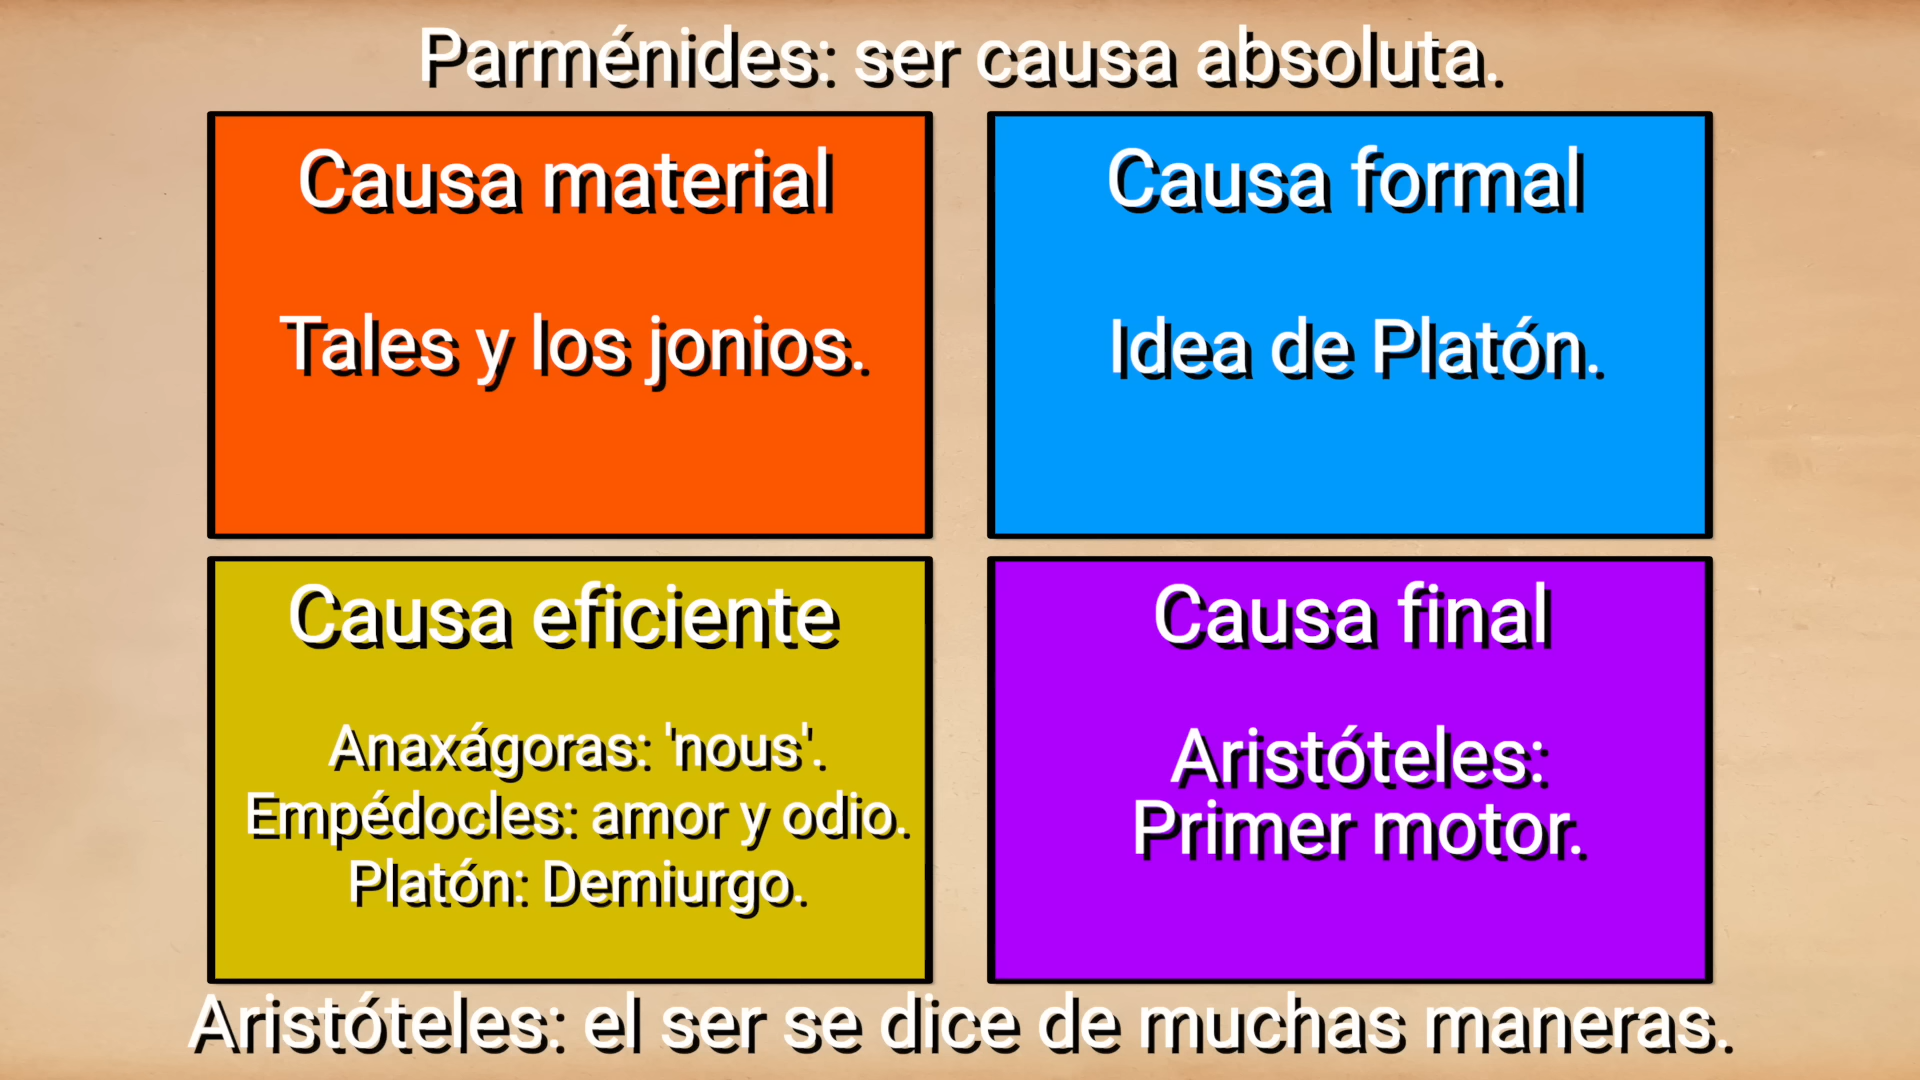 Parménides: ser causa absoluta.
Causa material
Tales y los jonios.
Causa formal
Idea de Platón.
Causa eficiente
Anaxágoras: 'nous'.
Empédocles: amor y odio.
Platón: Demiurgo.
Causa final
Aristóteles:
Primer motor.
Aristóteles: el ser se dice de muchas maneras.